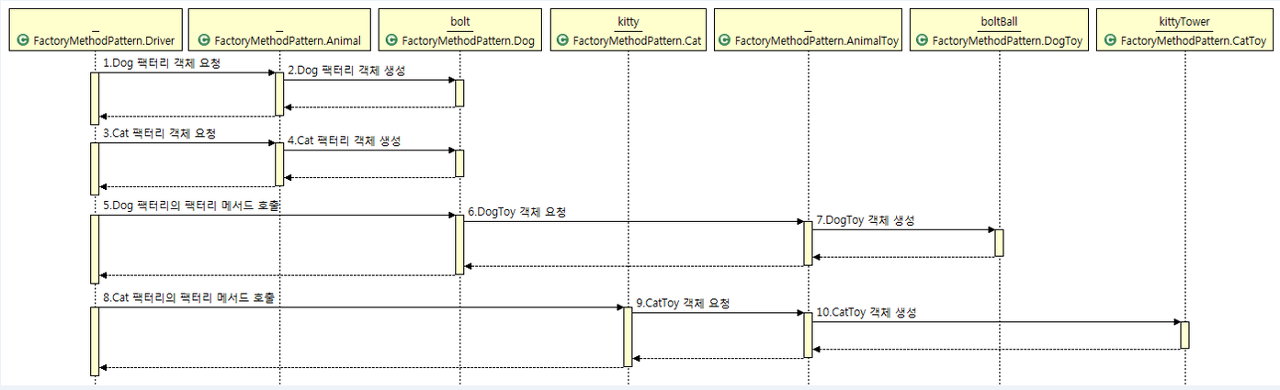 bolt
kitty
boltBall
kittyTower
FactoryMethodPattern.Driver
FactoryMethodPattern.Animal
FactoryMethodPattern.Dog
FactoryMethodPattern.Cat
FactoryMethodPattern.AnimalToy
FactoryMethodPattern.DogToy
FactoryMethodPattern.CatToy
1.Dog 팩터리 객체 요청
2.Dog 팩터리 객체 생성
3.Cat 팩터리 객체 요청
4.Cat 팩터리 객체 생성
5.Dog 팩터리의 팩터리 메서드 호출
6.DogToy 객체 요청
7.DogToy 객체 생성
8.Cat 팩터리의 팩터리 메서드 호출
9.CatToy 객체 요청
10.CatToy 객체 생성